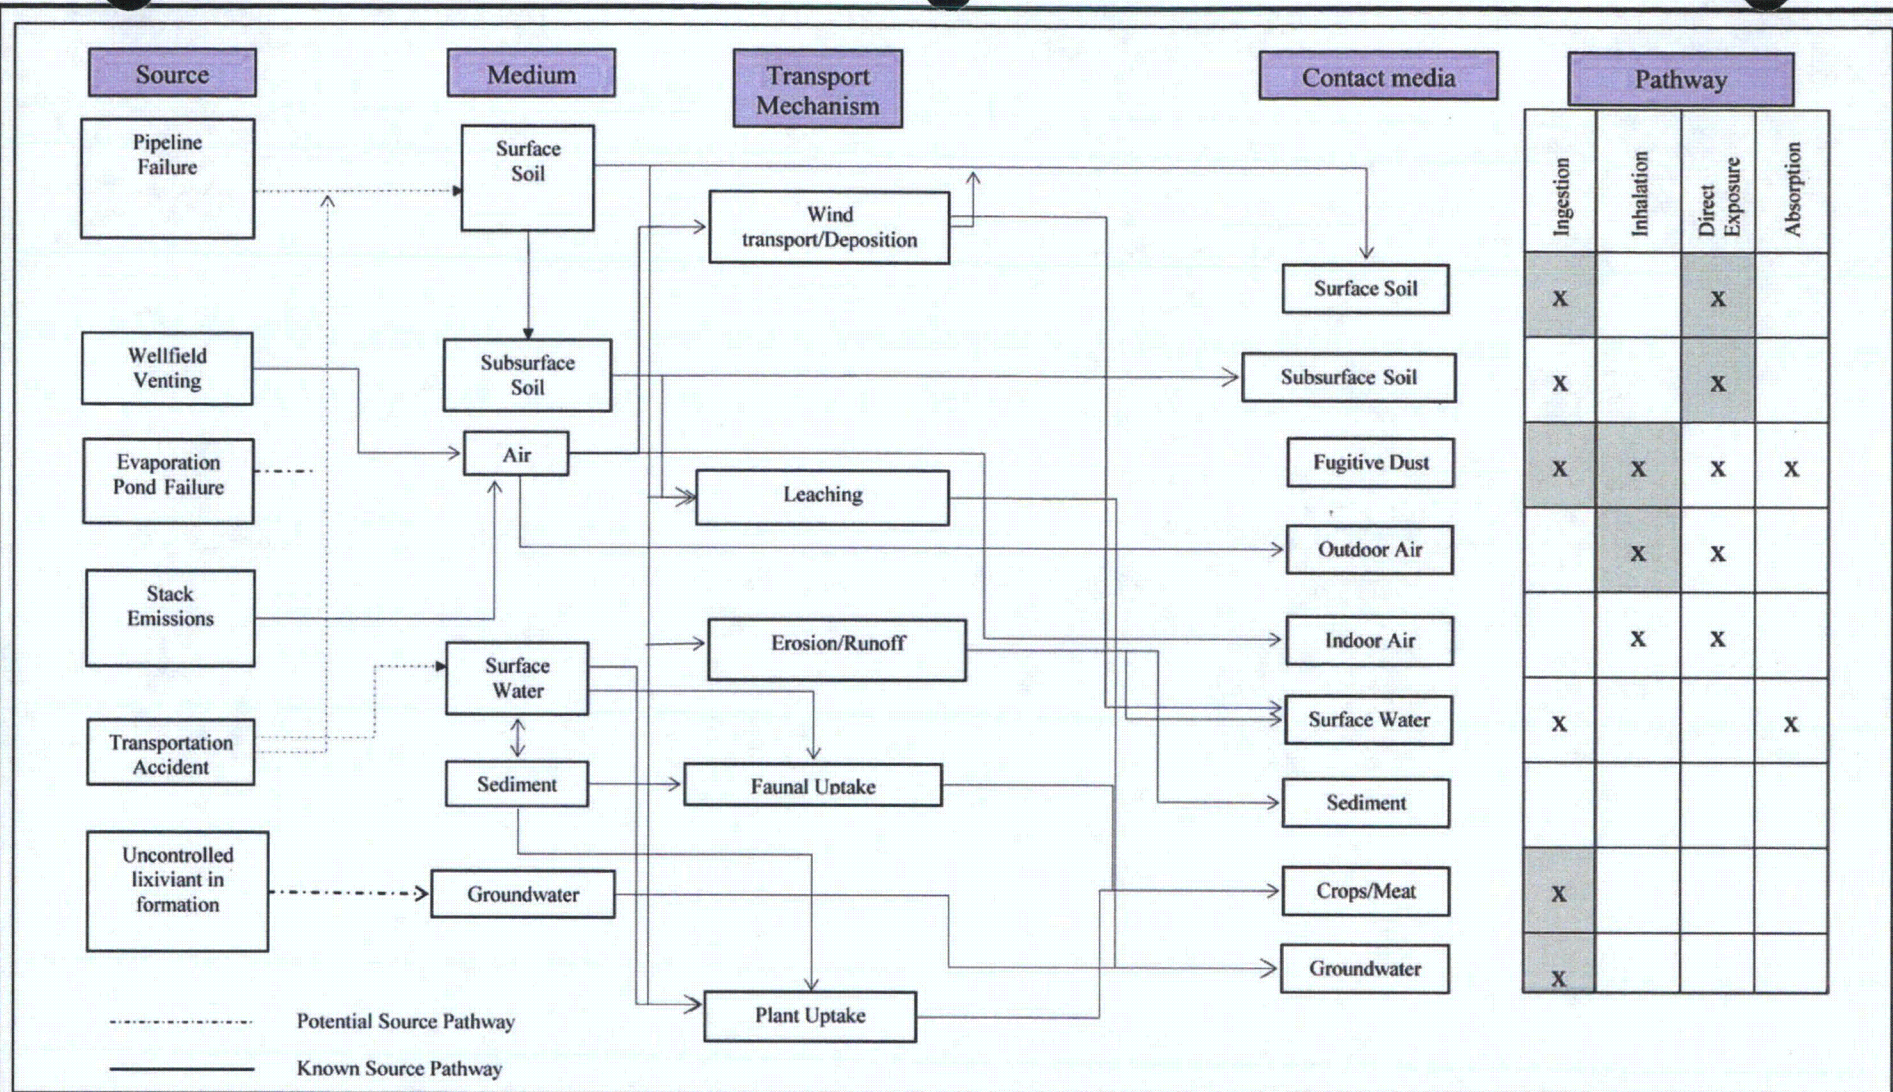 Source
Medium
Transport
Mechanism
Contact media
Pathway
Pipeline
Failure
Wellfield
Venting
Evaporation
Pond Failure
Stack
Emissions
Transportation
Accident
Uncontrolled
lixiviant in
formation
Surface
Soil
Subsurface
Soil
Air
Surface
Water
Sediment
Groundwater
Wind
transport/Deposition
Leaching
Erosion/Runoff
Faunal Uptake
Plant Uptake
Surface Soil
Subsurface Soil
Fugitive Dust
Outdoor Air
Indoor Air
Surface Water
Sediment
Crops/Meat
Groundwater
Ingestion
Inhalation
Direct
Exposure
Absorption
X X
X X
X X X X
X X
X X
X X
X
X
Potential Source Pathway
Known Source Pathway